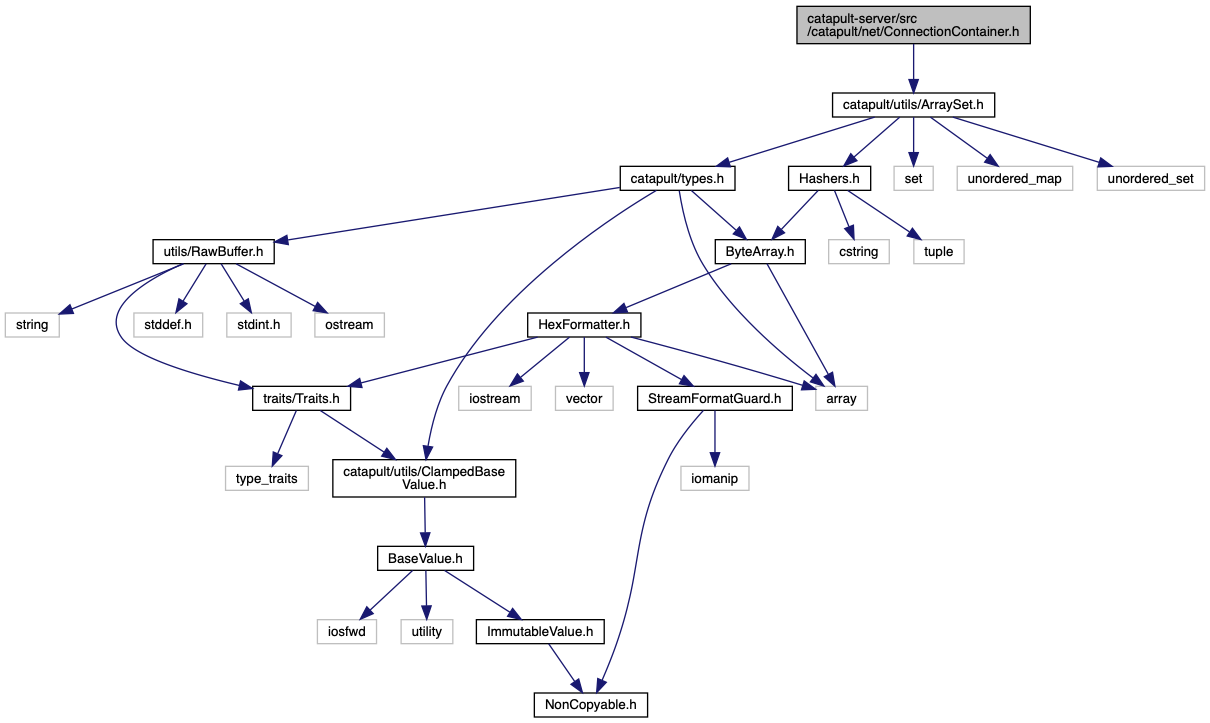 catapult-server/src
/catapult/net/ConnectionContainer.h
catapult/utils/ArraySet.h
catapult/types.h
Hashers.h
set
unordered_map
unordered_set
utils/RawBuffer.h
ByteArray.h
cstring
tuple
string
stddef.h
stdint.h
ostream
HexFormatter.h
traits/Traits.h
iostream
vector
StreamFormatGuard.h
array
type_traits
catapult/utils/ClampedBase
Value.h
iomanip
BaseValue.h
iosfwd
utility
ImmutableValue.h
NonCopyable.h